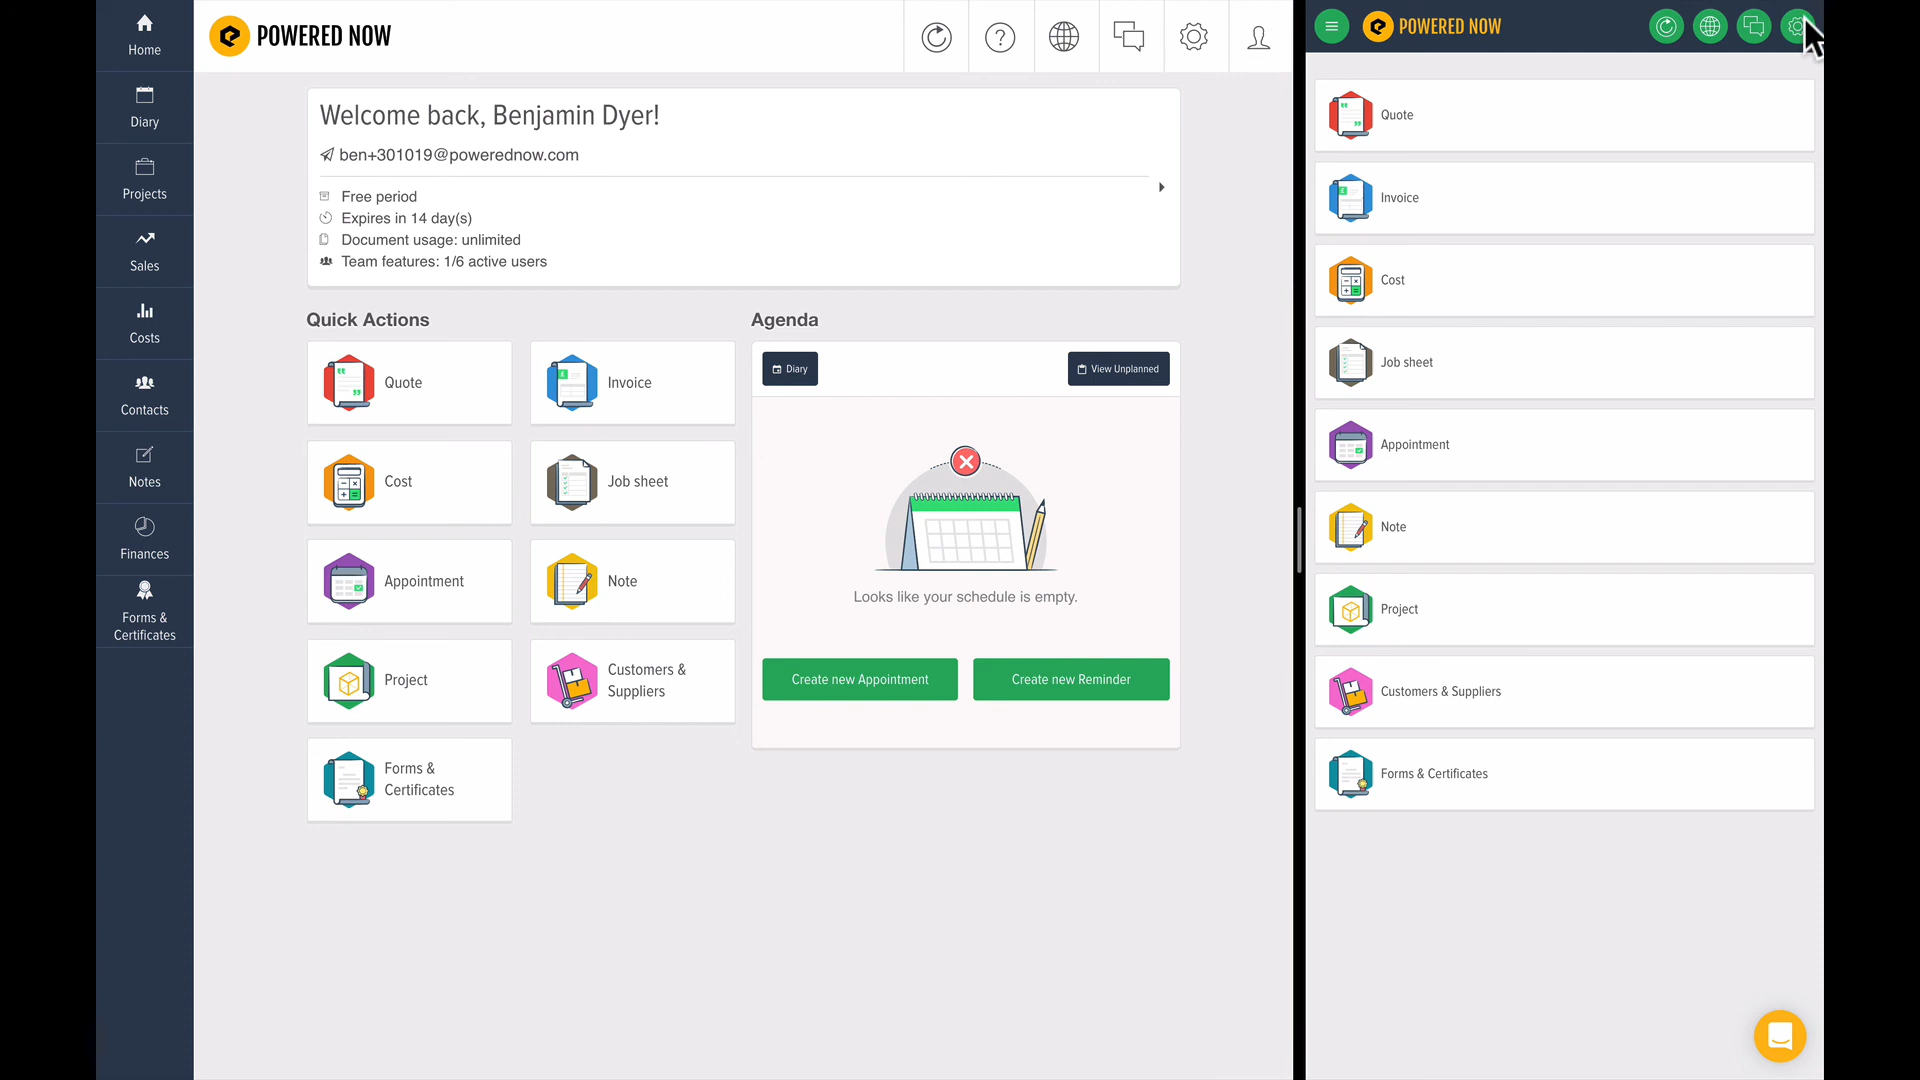 Home
Diary
Projects
Sales
Costs
Contacts
Notes
Finances
Forms &
Certificates
POWERED NOW
Welcome back, Benjamin Dyer!
ben+301019@powerednow.com
Free period
Expires in 14 day(s)
Document usage: unlimited
Team features: 1/6 active users
Quick Actions
Quote
Invoice
Cost
Job sheet
Appointment
Note
Project
Customers &
Suppliers
Forms &
Certificates
Agenda
Diary
View Unplanned
Looks like your schedule is empty.
Create new Appointment
Create new Reminder
POWERED NOW
Quote
Invoice
Cost
Job sheet
Appointment
Note
Project
Customers & Suppliers
Forms & Certificates